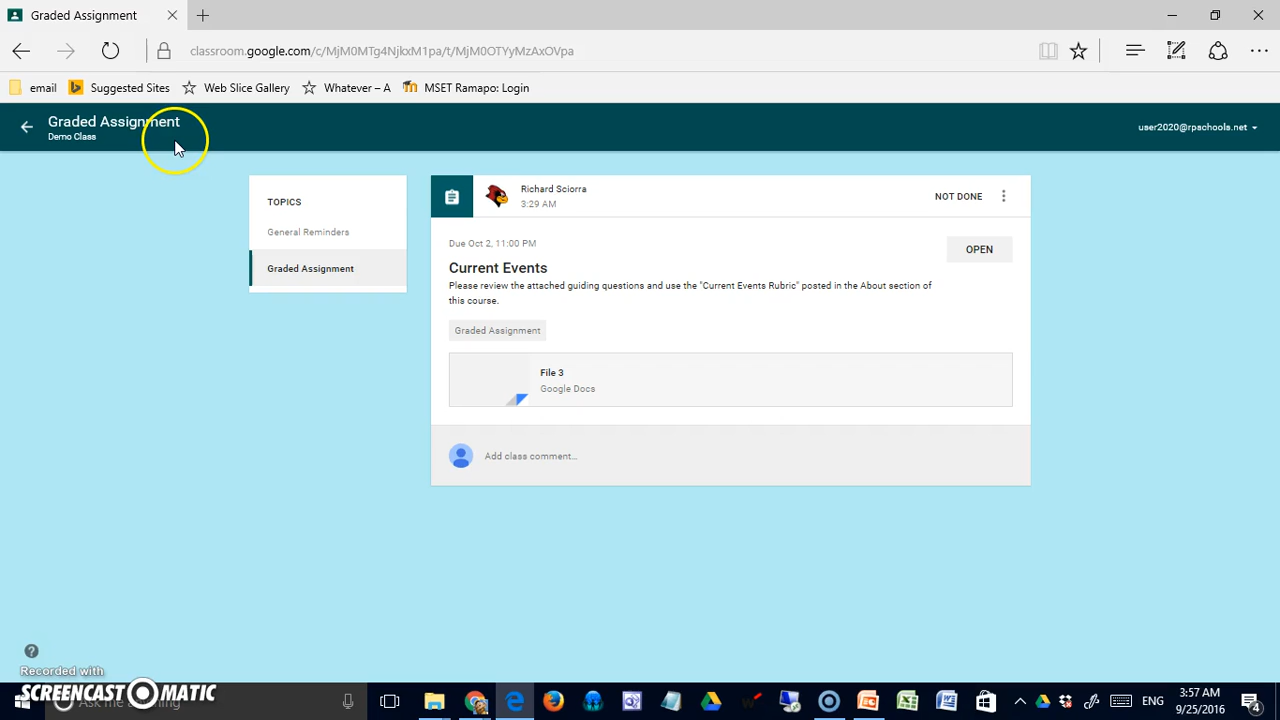 Graded Assignment
classroom.google.com/c/MjM0MTg4NjkxM1pa/t/MjM0OTYyMzAxOVpa
email
Suggested Sites
Web Slice Gallery
Whatever – A
MSET Ramapo: Login
Graded Assignment
Demo Class
user2020@rpschools.net
TOPICS
General Reminders
Graded Assignment
Richard Sciorra
3:29 AM
NOT DONE
Due Oct 2, 11:00 PM
OPEN
Current Events
Please review the attached guiding questions and use the "Current Events Rubric" posted in the About section of
this course.
Graded Assignment
File 3
Google Docs
Add class comment...
Recorded with
SCREENCAST MATIC
Ask me anything
ENG
3:57 AM
9/25/2016
4